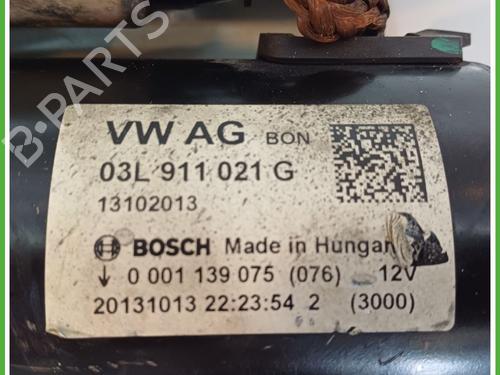 VW AG BON
03L 911 021 G
13102013
BOSCH Made in Hungar
0 001 139 075 (076) 12V
20131013 22:23:54 2 (3000)
B-PARTS